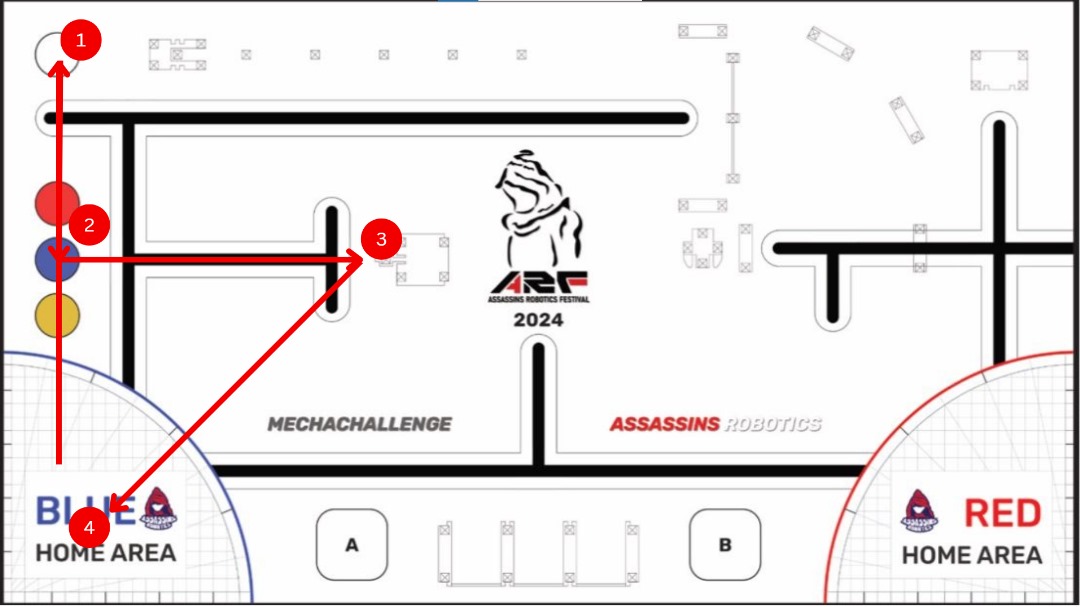 1
2
3
ARF
ASSASSINS ROBOTICS FESTIVAL
2024
MECHACHALLENGE
ASSASSINS ROBOTICS
BLUE
4
HOME AREA
A
B
RED
HOME AREA